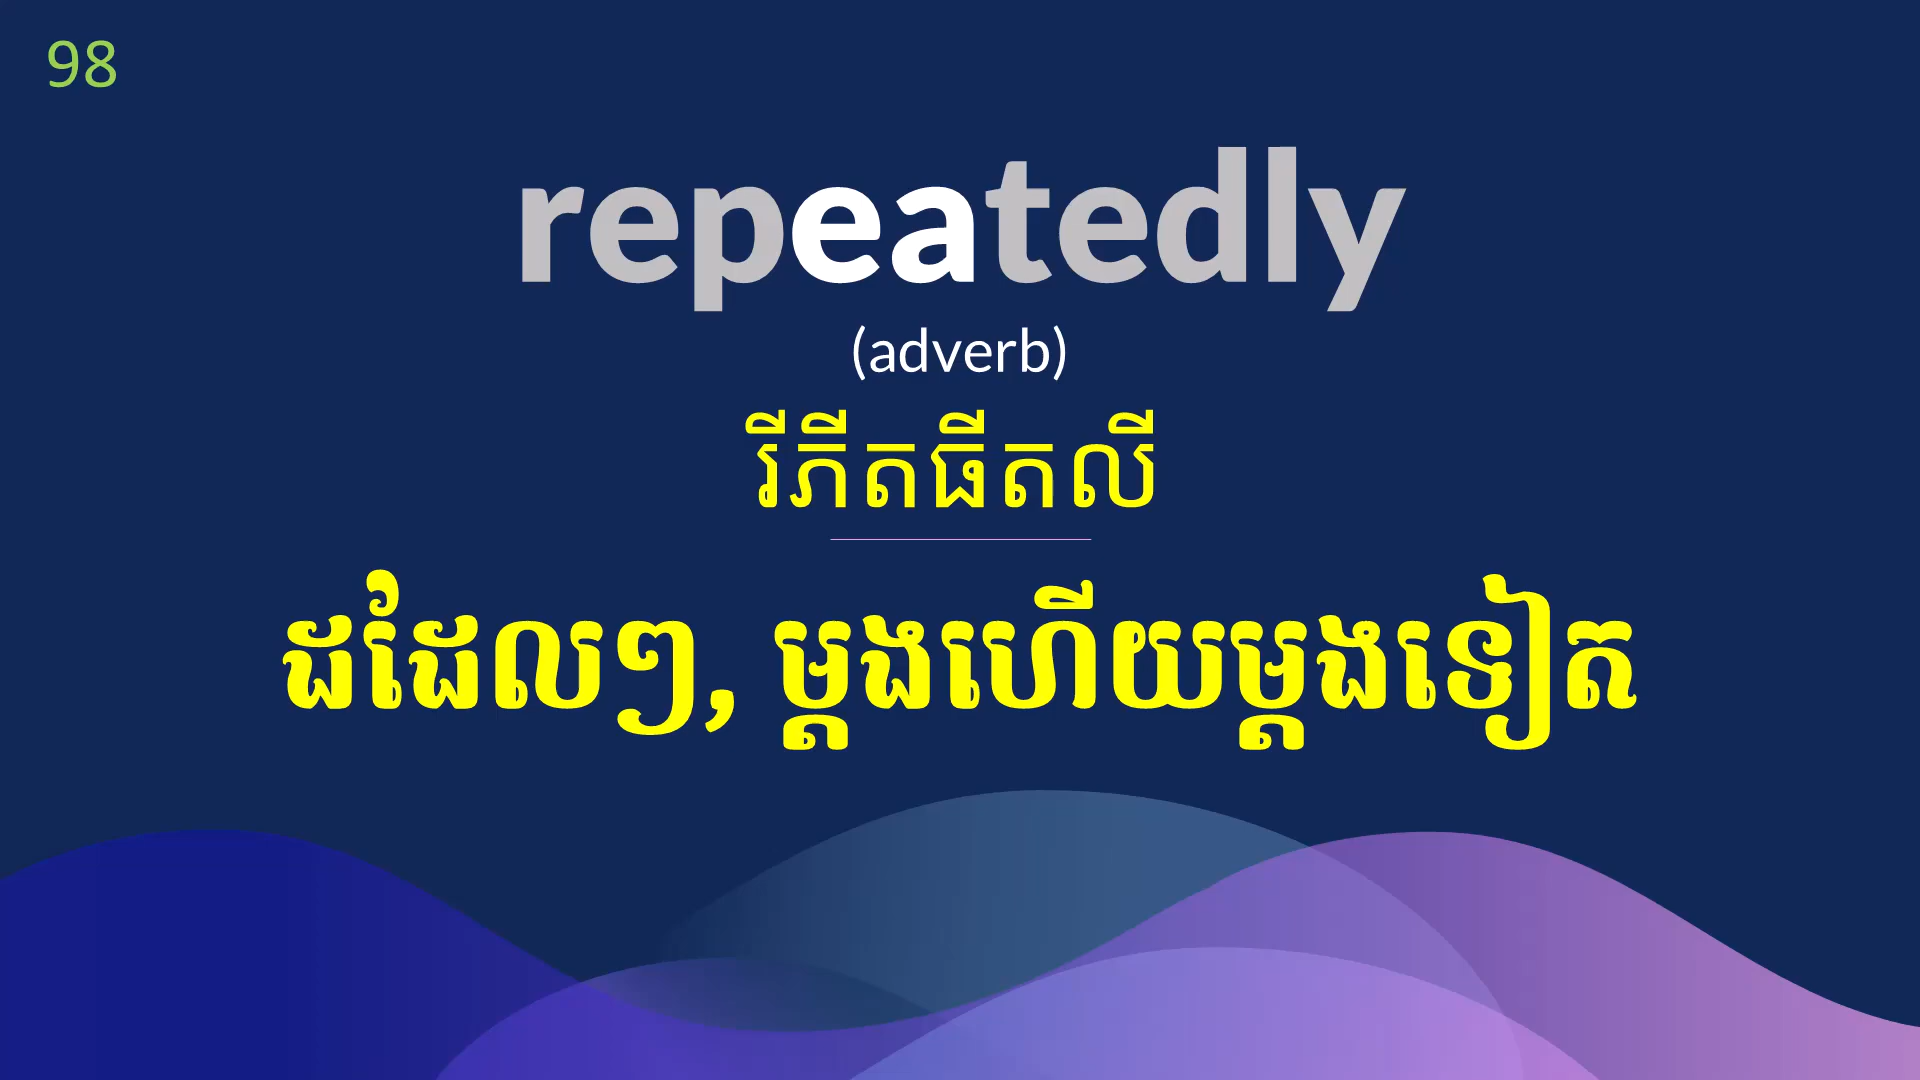 98
repeatedly
(adverb)
រីភីតធីតលី
ដដែលៗ, ម្ដងហើយម្ដងទៀត